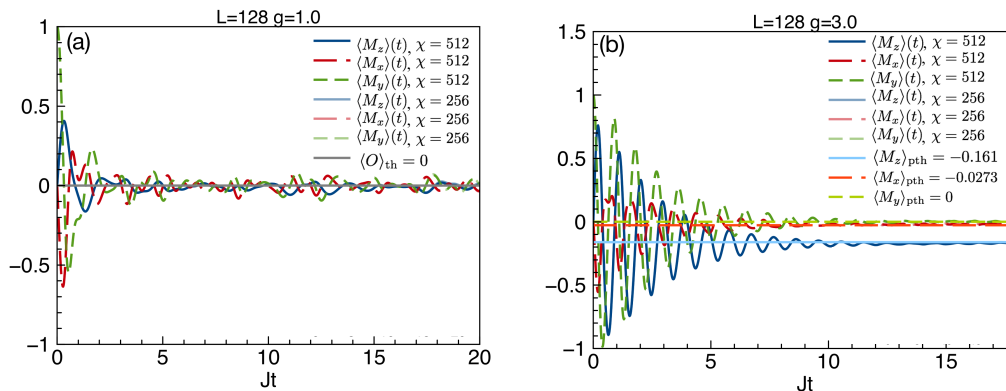 L=128 g=1.0
(a)
⟨M_z⟩(t), χ = 512
⟨M_x⟩(t), χ = 512
⟨M_y⟩(t), χ = 512
⟨M_z⟩(t), χ = 256
⟨M_x⟩(t), χ = 256
⟨M_y⟩(t), χ = 256
⟨O⟩_th = 0
1
0.5
0
−0.5
−1
0
5
10
15
20
Jt
L=128 g=3.0
(b)
⟨M_z⟩(t), χ = 512
⟨M_x⟩(t), χ = 512
⟨M_y⟩(t), χ = 512
⟨M_z⟩(t), χ = 256
⟨M_x⟩(t), χ = 256
⟨M_y⟩(t), χ = 256
⟨M_z⟩_pth = −0.161
⟨M_x⟩_pth = −0.0273
⟨M_y⟩_pth = 0
1.5
1
0.5
0
−0.5
−1
0
5
10
15
Jt